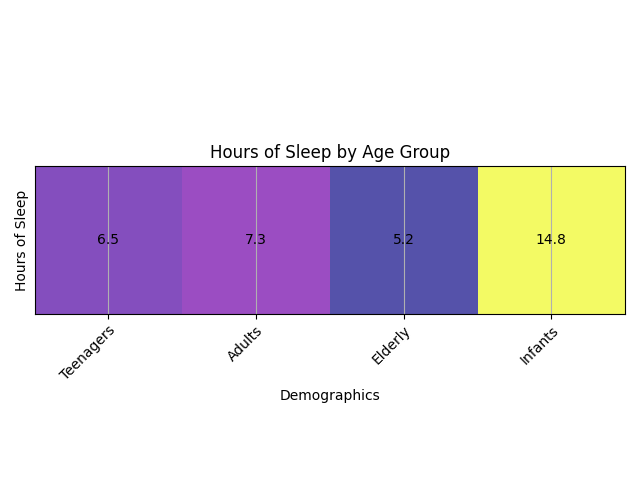 Hours of Sleep by Age Group
Hours of Sleep
6.5
7.3
5.2
14.8
Teenagers
Adults
Elderly
Infants
Demographics